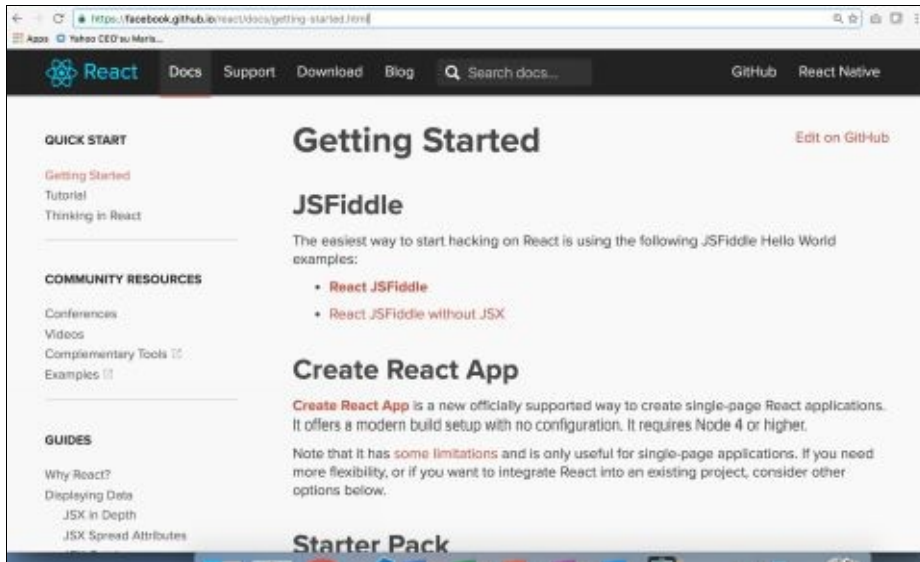 https://facebook.github.io/react/docs/getting-started.html
Apps Yahoo CEO'su Maris...
React Docs Support Download Blog Search docs... GitHub React Native
QUICK START
Getting Started
Tutorial
Thinking in React
COMMUNITY RESOURCES
Conferences
Videos
Complementary Tools
Examples
GUIDES
Why React?
Displaying Data
JSX in Depth
JSX Spread Attributes
Getting Started
Edit on GitHub
JSFiddle
The easiest way to start hacking on React is using the following JSFiddle Hello World
examples:
• React JSFiddle
• React JSFiddle without JSX
Create React App
Create React App is a new officially supported way to create single-page React applications.
It offers a modern build setup with no configuration. It requires Node 4 or higher.
Note that it has some limitations and is only useful for single-page applications. If you need
more flexibility, or if you want to integrate React into an existing project, consider other
options below.
Starter Pack